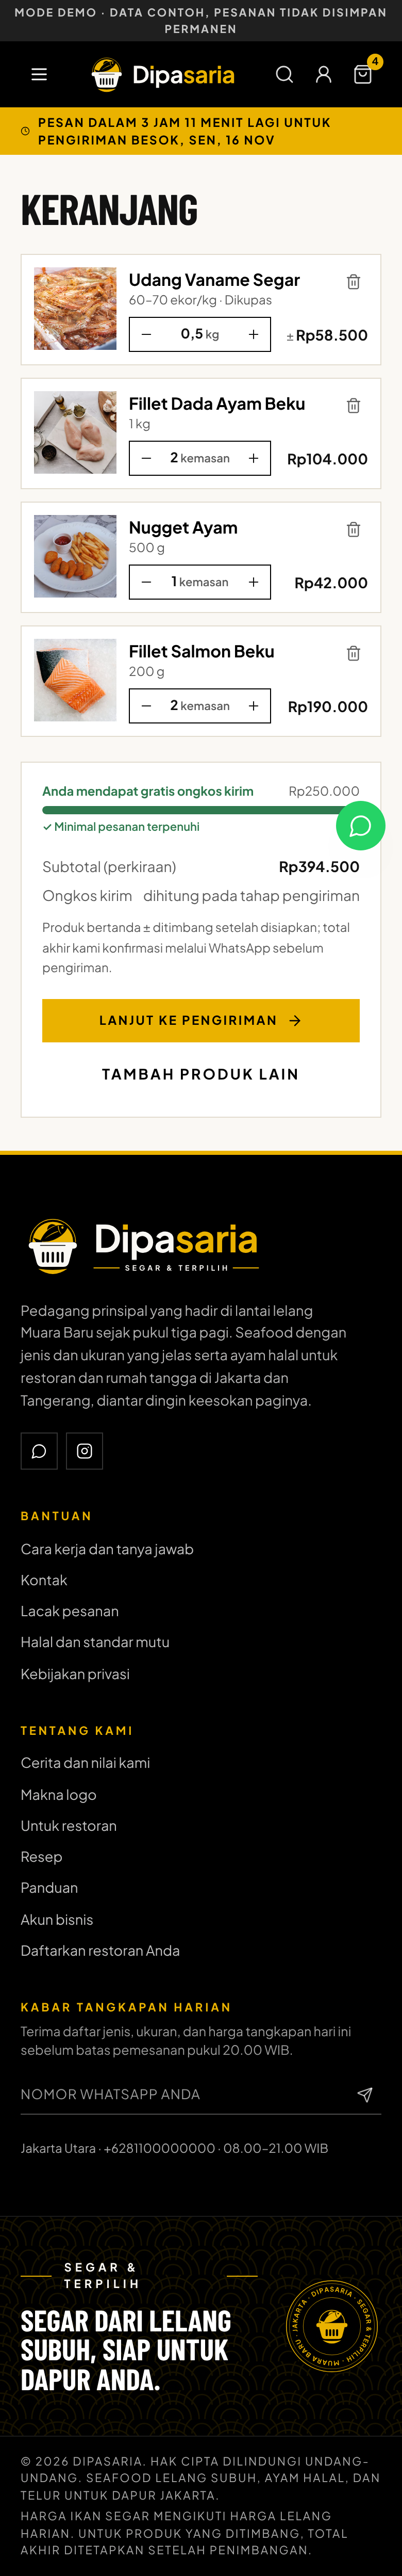 MODE DEMO · DATA CONTOH, PESANAN TIDAK DISIMPAN
PERMANEN
Dipasaria
4
PESAN DALAM 3 JAM 11 MENIT LAGI UNTUK
PENGIRIMAN BESOK, SEN, 16 NOV
KERANJANG
Udang Vaname Segar
60–70 ekor/kg · Dikupas
0,5 kg
± Rp58.500
Fillet Dada Ayam Beku
1 kg
2 kemasan
Rp104.000
Nugget Ayam
500 g
1 kemasan
Rp42.000
Fillet Salmon Beku
200 g
2 kemasan
Rp190.000
Anda mendapat gratis ongkos kirim Rp250.000
✓ Minimal pesanan terpenuhi
Subtotal (perkiraan) Rp394.500
Ongkos kirim dihitung pada tahap pengiriman
Produk bertanda ± ditimbang setelah disiapkan; total
akhir kami konfirmasi melalui WhatsApp sebelum
pengiriman.
LANJUT KE PENGIRIMAN →
TAMBAH PRODUK LAIN
Dipasaria
SEGAR & TERPILIH
Pedagang prinsipal yang hadir di lantai lelang
Muara Baru sejak pukul tiga pagi. Seafood dengan
jenis dan ukuran yang jelas serta ayam halal untuk
restoran dan rumah tangga di Jakarta dan
Tangerang, diantar dingin keesokan paginya.
BANTUAN
Cara kerja dan tanya jawab
Kontak
Lacak pesanan
Halal dan standar mutu
Kebijakan privasi
TENTANG KAMI
Cerita dan nilai kami
Makna logo
Untuk restoran
Resep
Panduan
Akun bisnis
Daftarkan restoran Anda
KABAR TANGKAPAN HARIAN
Terima daftar jenis, ukuran, dan harga tangkapan hari ini
sebelum batas pemesanan pukul 20.00 WIB.
NOMOR WHATSAPP ANDA
Jakarta Utara · +6281100000000 · 08.00–21.00 WIB
SEGAR &
TERPILIH
SEGAR DARI LELANG
SUBUH, SIAP UNTUK
DAPUR ANDA.
DIPASARIA · SEGAR & TERPILIH · MUARA BARU · JAKARTA ·
© 2026 DIPASARIA. HAK CIPTA DILINDUNGI UNDANG-
UNDANG. SEAFOOD LELANG SUBUH, AYAM HALAL, DAN
TELUR UNTUK DAPUR JAKARTA.
HARGA IKAN SEGAR MENGIKUTI HARGA LELANG
HARIAN. UNTUK PRODUK YANG DITIMBANG, TOTAL
AKHIR DITETAPKAN SETELAH PENIMBANGAN.